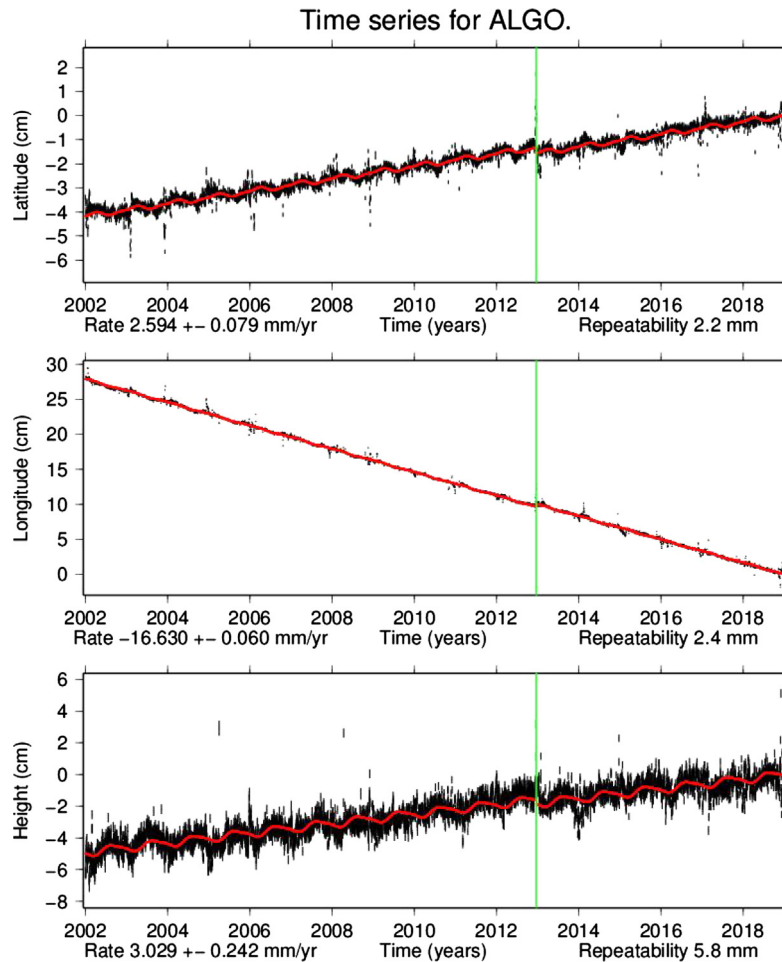 Time series for ALGO.
Latitude (cm)
2
1
0
−1
−2
−3
−4
−5
−6
2002 2004 2006 2008 2010 2012 2014 2016 2018
Rate 2.594 +− 0.079 mm/yr Time (years) Repeatability 2.2 mm
Longitude (cm)
30
25
20
15
10
5
0
2002 2004 2006 2008 2010 2012 2014 2016 2018
Rate −16.630 +− 0.060 mm/yr Time (years) Repeatability 2.4 mm
Height (cm)
6
4
2
0
−2
−4
−6
−8
2002 2004 2006 2008 2010 2012 2014 2016 2018
Rate 3.029 +− 0.242 mm/yr Time (years) Repeatability 5.8 mm